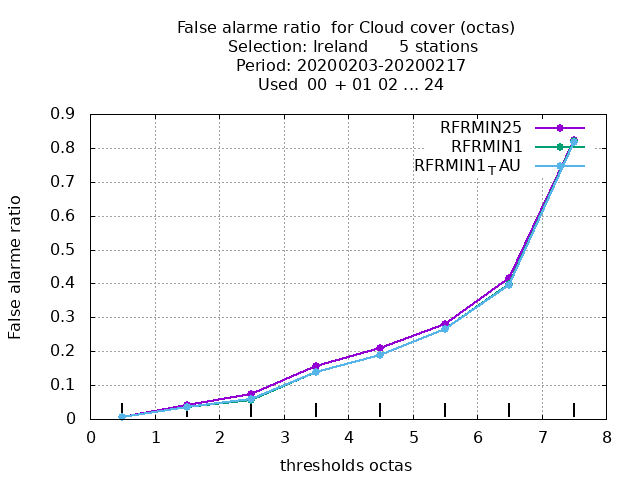 False alarme ratio  for Cloud cover (octas)
Selection: Ireland      5 stations
Period: 20200203-20200217
Used  00  + 01 02 ... 24
RFRMIN25
RFRMIN1
RFRMIN1TAU
False alarme ratio
0.9
0.8
0.7
0.6
0.5
0.4
0.3
0.2
0.1
0
0 1 2 3 4 5 6 7 8
thresholds octas